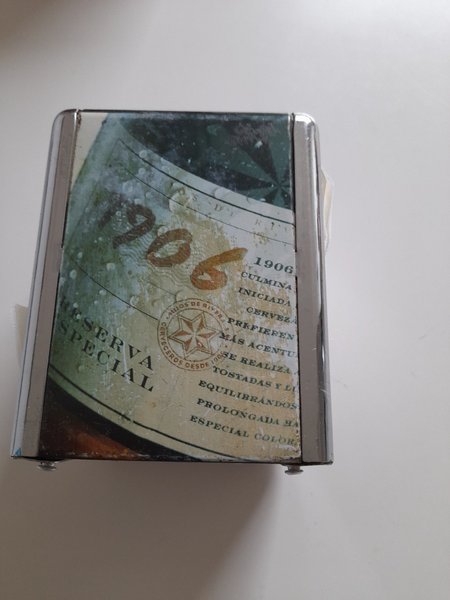 1906
RESERVA
ESPECIAL
HIJOS DE RIVERA
CERVECEROS DESDE 1906
1906
CULMINA
INICIADA
CERVEZA
PREFIEREN
MÁS ACENTU
SE REALIZA
TOSTADAS Y L
EQUILIBRÁNDOS
PROLONGADA MA
ESPECIAL COLOR